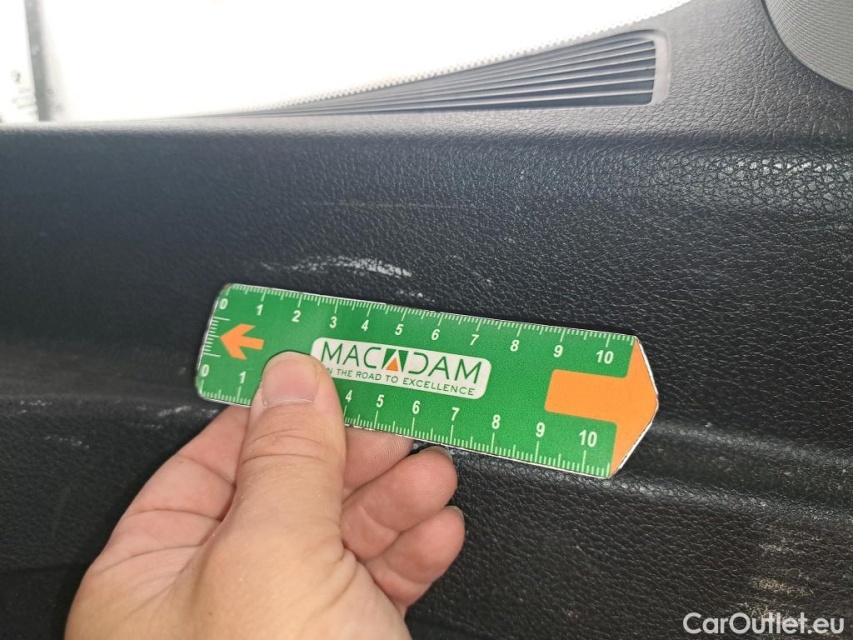 0 1 2 3 4 5 6 7 8 9 10
MACADAM
N THE ROAD TO EXCELLENCE
0 1 4 5 6 7 8 9 10
CarOutlet.eu